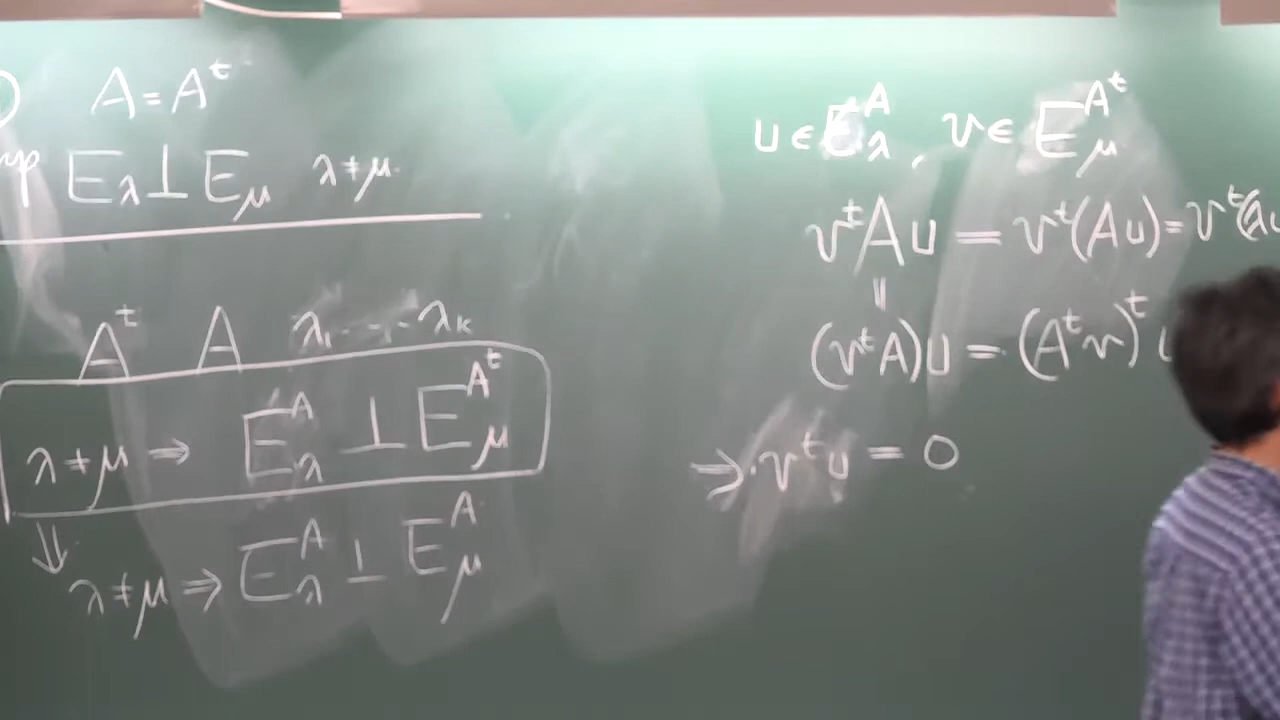 A = Aᵗ
E_λ ⊥ E_μ λ ≠ μ.
Aᵗ A λ₁ ... λₖ
λ ≠ μ ⇒ E_λ^A ⊥ E_μ^{Aᵗ}
⇓
λ ≠ μ ⇒ E_λ^A ⊥ E_μ^A
u ∈ E_λ^A, v ∈ E_μ^{Aᵗ}
vᵗAu = vᵗ(Au) = vᵗ(λu
॥
(vᵗA)u = (Aᵗv)ᵗ
⇒ vᵗu = 0